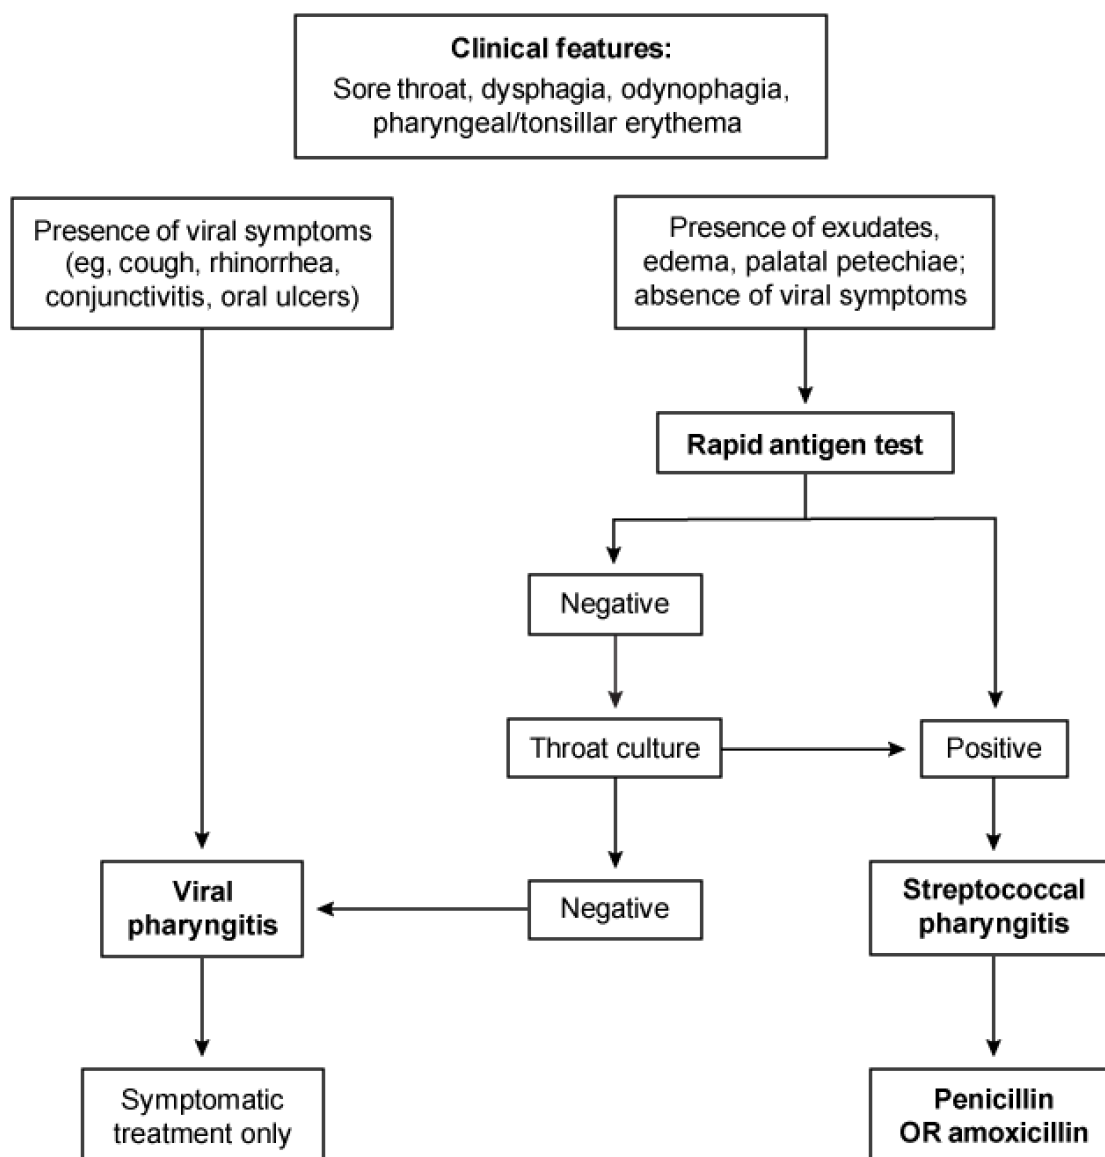 Clinical features:
Sore throat, dysphagia, odynophagia,
pharyngeal/tonsillar erythema
Presence of viral symptoms
(eg, cough, rhinorrhea,
conjunctivitis, oral ulcers)
Presence of exudates,
edema, palatal petechiae;
absence of viral symptoms
Rapid antigen test
Negative
Throat culture
Positive
Viral
pharyngitis
Negative
Streptococcal
pharyngitis
Symptomatic
treatment only
Penicillin
OR amoxicillin